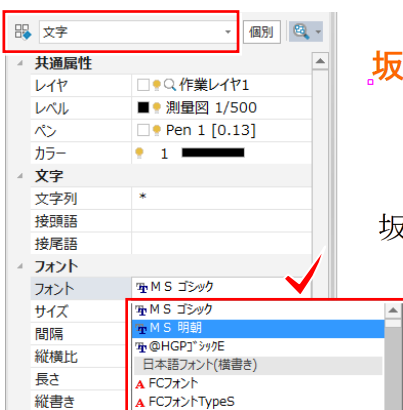 文字 個別
共通属性
レイヤ 作業レイヤ1
レベル 測量図 1/500
ペン Pen 1 [0.13]
カラー 1
文字
文字列 *
接頭語
接尾語
フォント
フォント ＭＳ ゴシック
サイズ ＭＳ ゴシック
間隔 ＭＳ 明朝
縦横比 @HGPｺﾞｼｯｸE
長さ 日本語フォント(横書き)
縦書き FCフォント
FCフォントTypeS
坂
坂